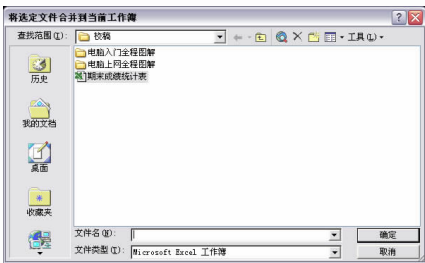 将选定文件合并到当前工作簿
查找范围(I): 校稿 工具(L)
电脑入门全程图解
电脑上网全程图解
期末成绩统计表
历史
我的文档
桌面
收藏夹
文件名(N): 确定
文件类型(T): Microsoft Excel 工作簿 取消